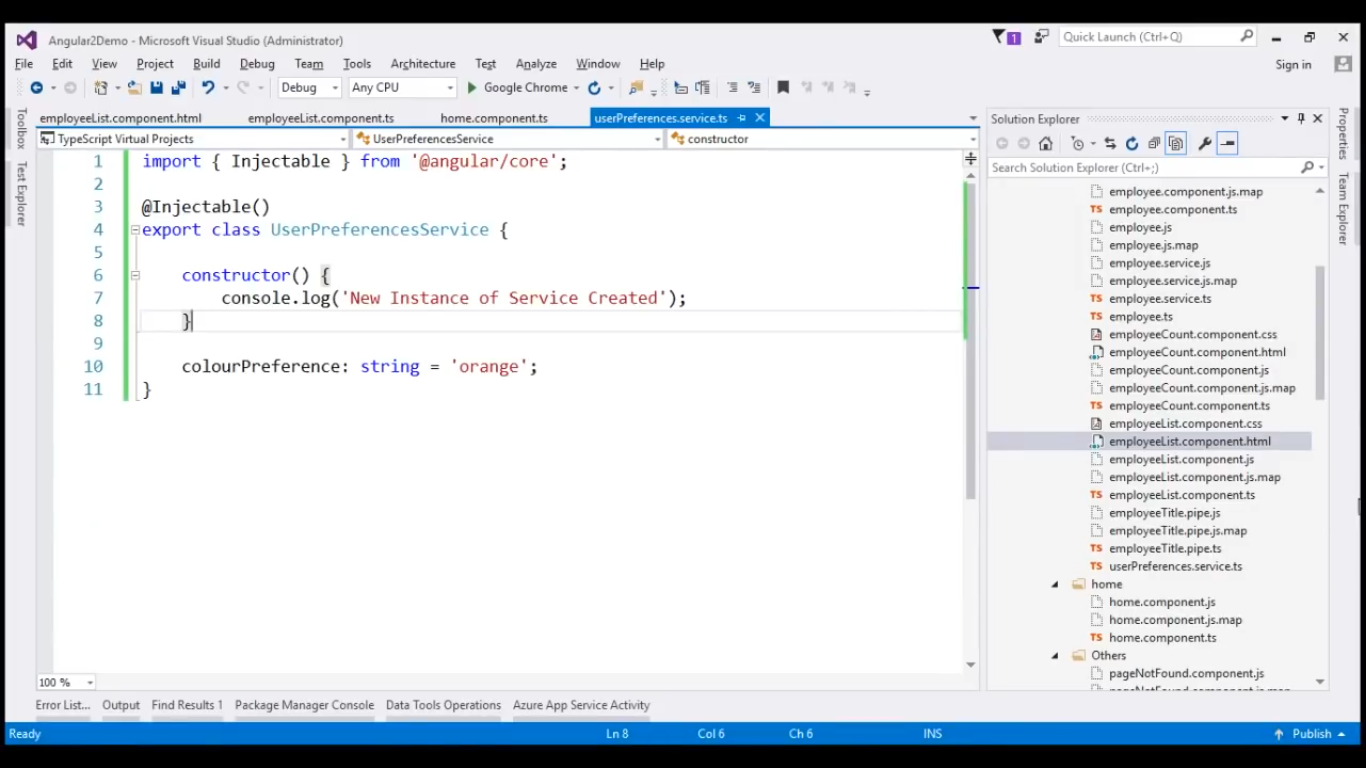 Angular2Demo - Microsoft Visual Studio (Administrator)
1
Quick Launch (Ctrl+Q)
File Edit View Project Build Debug Team Tools Architecture Test Analyze Window Help
Sign in
Debug Any CPU Google Chrome
Toolbox
Test Explorer
employeeList.component.html employeeList.component.ts home.component.ts userPreferences.service.ts
TypeScript Virtual Projects UserPreferencesService constructor
1 import { Injectable } from '@angular/core';
2
3 @Injectable()
4 export class UserPreferencesService {
5
6 constructor() {
7 console.log('New Instance of Service Created');
8 }
9
10 colourPreference: string = 'orange';
11 }
100 %
Solution Explorer
Search Solution Explorer (Ctrl+;)
employee.component.js.map
TS employee.component.ts
employee.js
employee.js.map
employee.service.js
employee.service.js.map
TS employee.service.ts
TS employee.ts
employeeCount.component.css
employeeCount.component.html
employeeCount.component.js
employeeCount.component.js.map
TS employeeCount.component.ts
employeeList.component.css
employeeList.component.html
employeeList.component.js
employeeList.component.js.map
TS employeeList.component.ts
employeeTitle.pipe.js
employeeTitle.pipe.js.map
TS employeeTitle.pipe.ts
TS userPreferences.service.ts
home
home.component.js
home.component.js.map
TS home.component.ts
Others
pageNotFound.component.js
Properties
Team Explorer
Error List... Output Find Results 1 Package Manager Console Data Tools Operations Azure App Service Activity
Ready Ln 8 Col 6 Ch 6 INS Publish